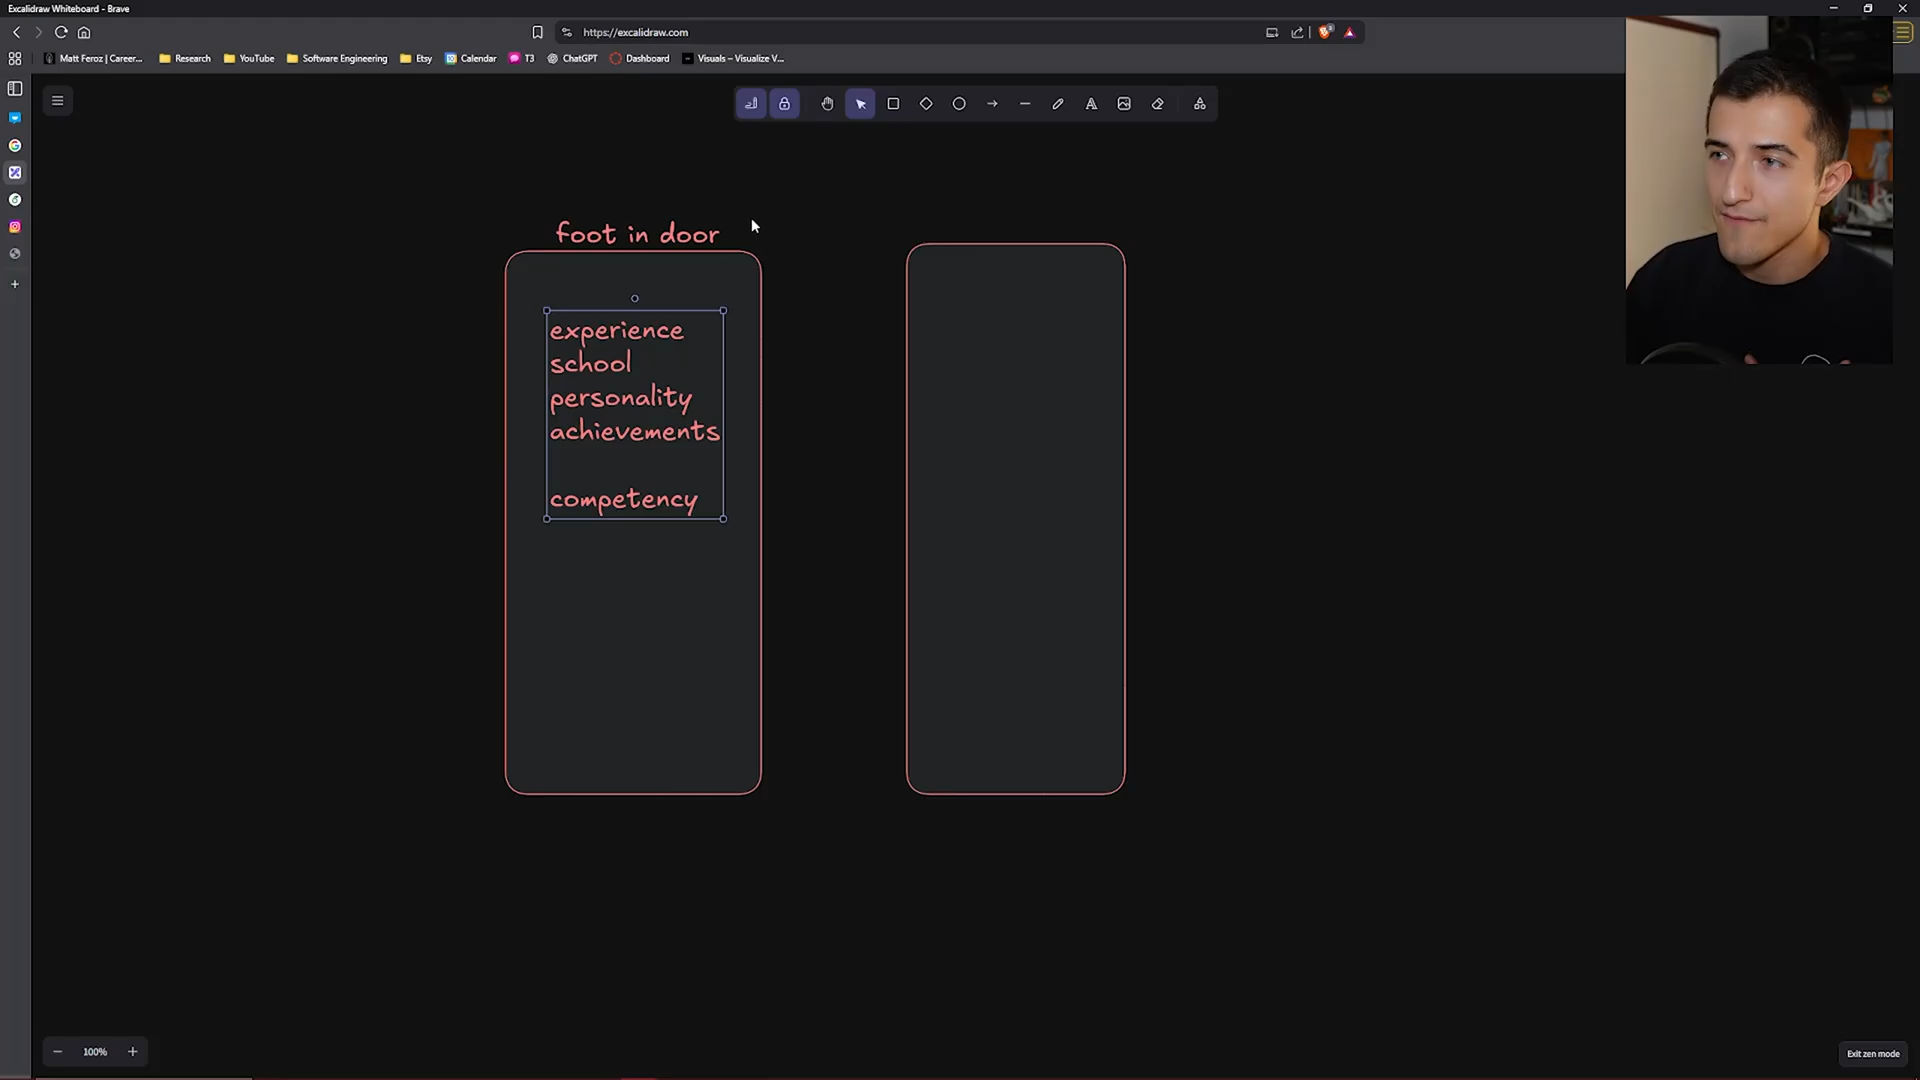 Excalidraw Whiteboard - Brave
https://excalidraw.com
Matt Feroz | Career...
Research
YouTube
Software Engineering
Etsy
Calendar
T3
ChatGPT
Dashboard
Visuals – Visualize V...
foot in door
experience
school
personality
achievements
competency
100%
Exit zen mode